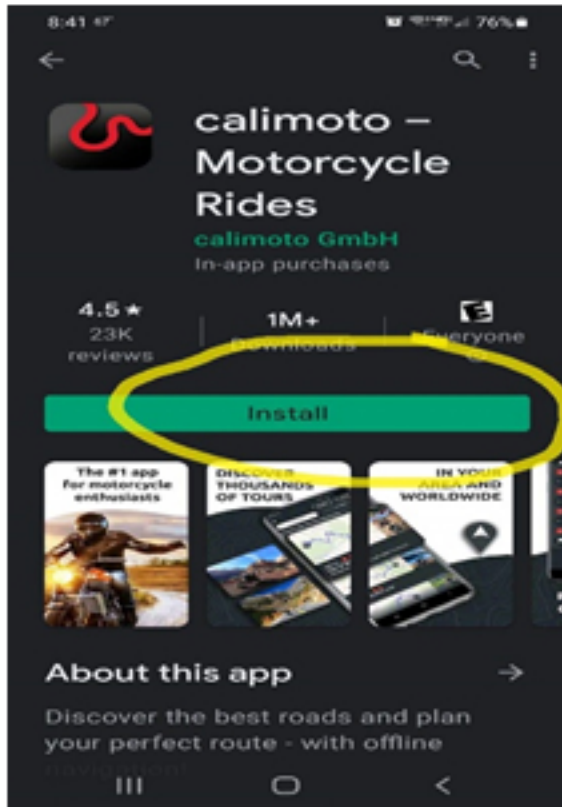 8:41 47°
76%
calimoto –
Motorcycle
Rides
calimoto GmbH
In-app purchases
4.5★
23K
reviews
1M+
Downloads
E
Everyone
Install
The #1 app
for motorcycle
enthusiasts
DISCOVER
THOUSANDS
OF TOURS
IN YOUR
AREA AND
WORLDWIDE
About this app
Discover the best roads and plan
your perfect route - with offline
navigation!